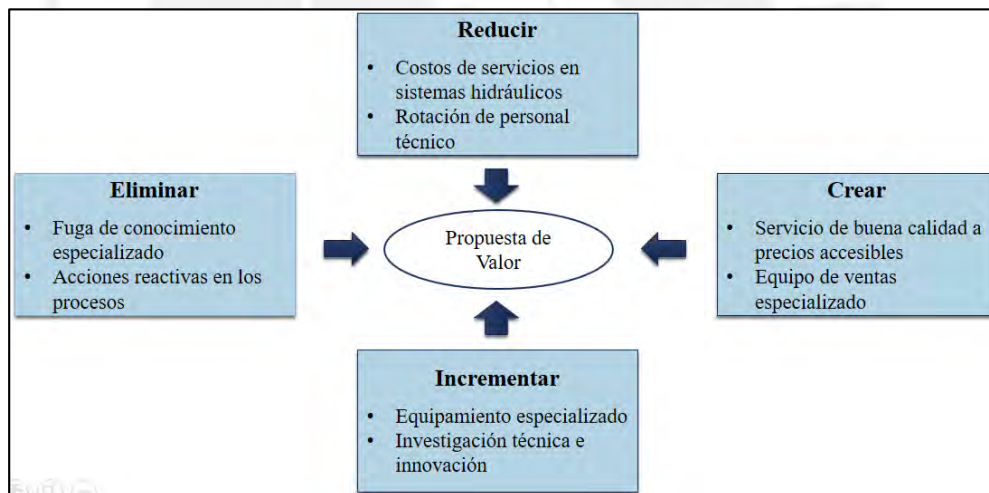 Reducir
• Costos de servicios en
sistemas hidráulicos
• Rotación de personal
técnico
Eliminar
• Fuga de conocimiento
especializado
• Acciones reactivas en los
procesos
Propuesta de
Valor
Crear
• Servicio de buena calidad a
precios accesibles
• Equipo de ventas
especializado
Incrementar
• Equipamiento especializado
• Investigación técnica e
innovación